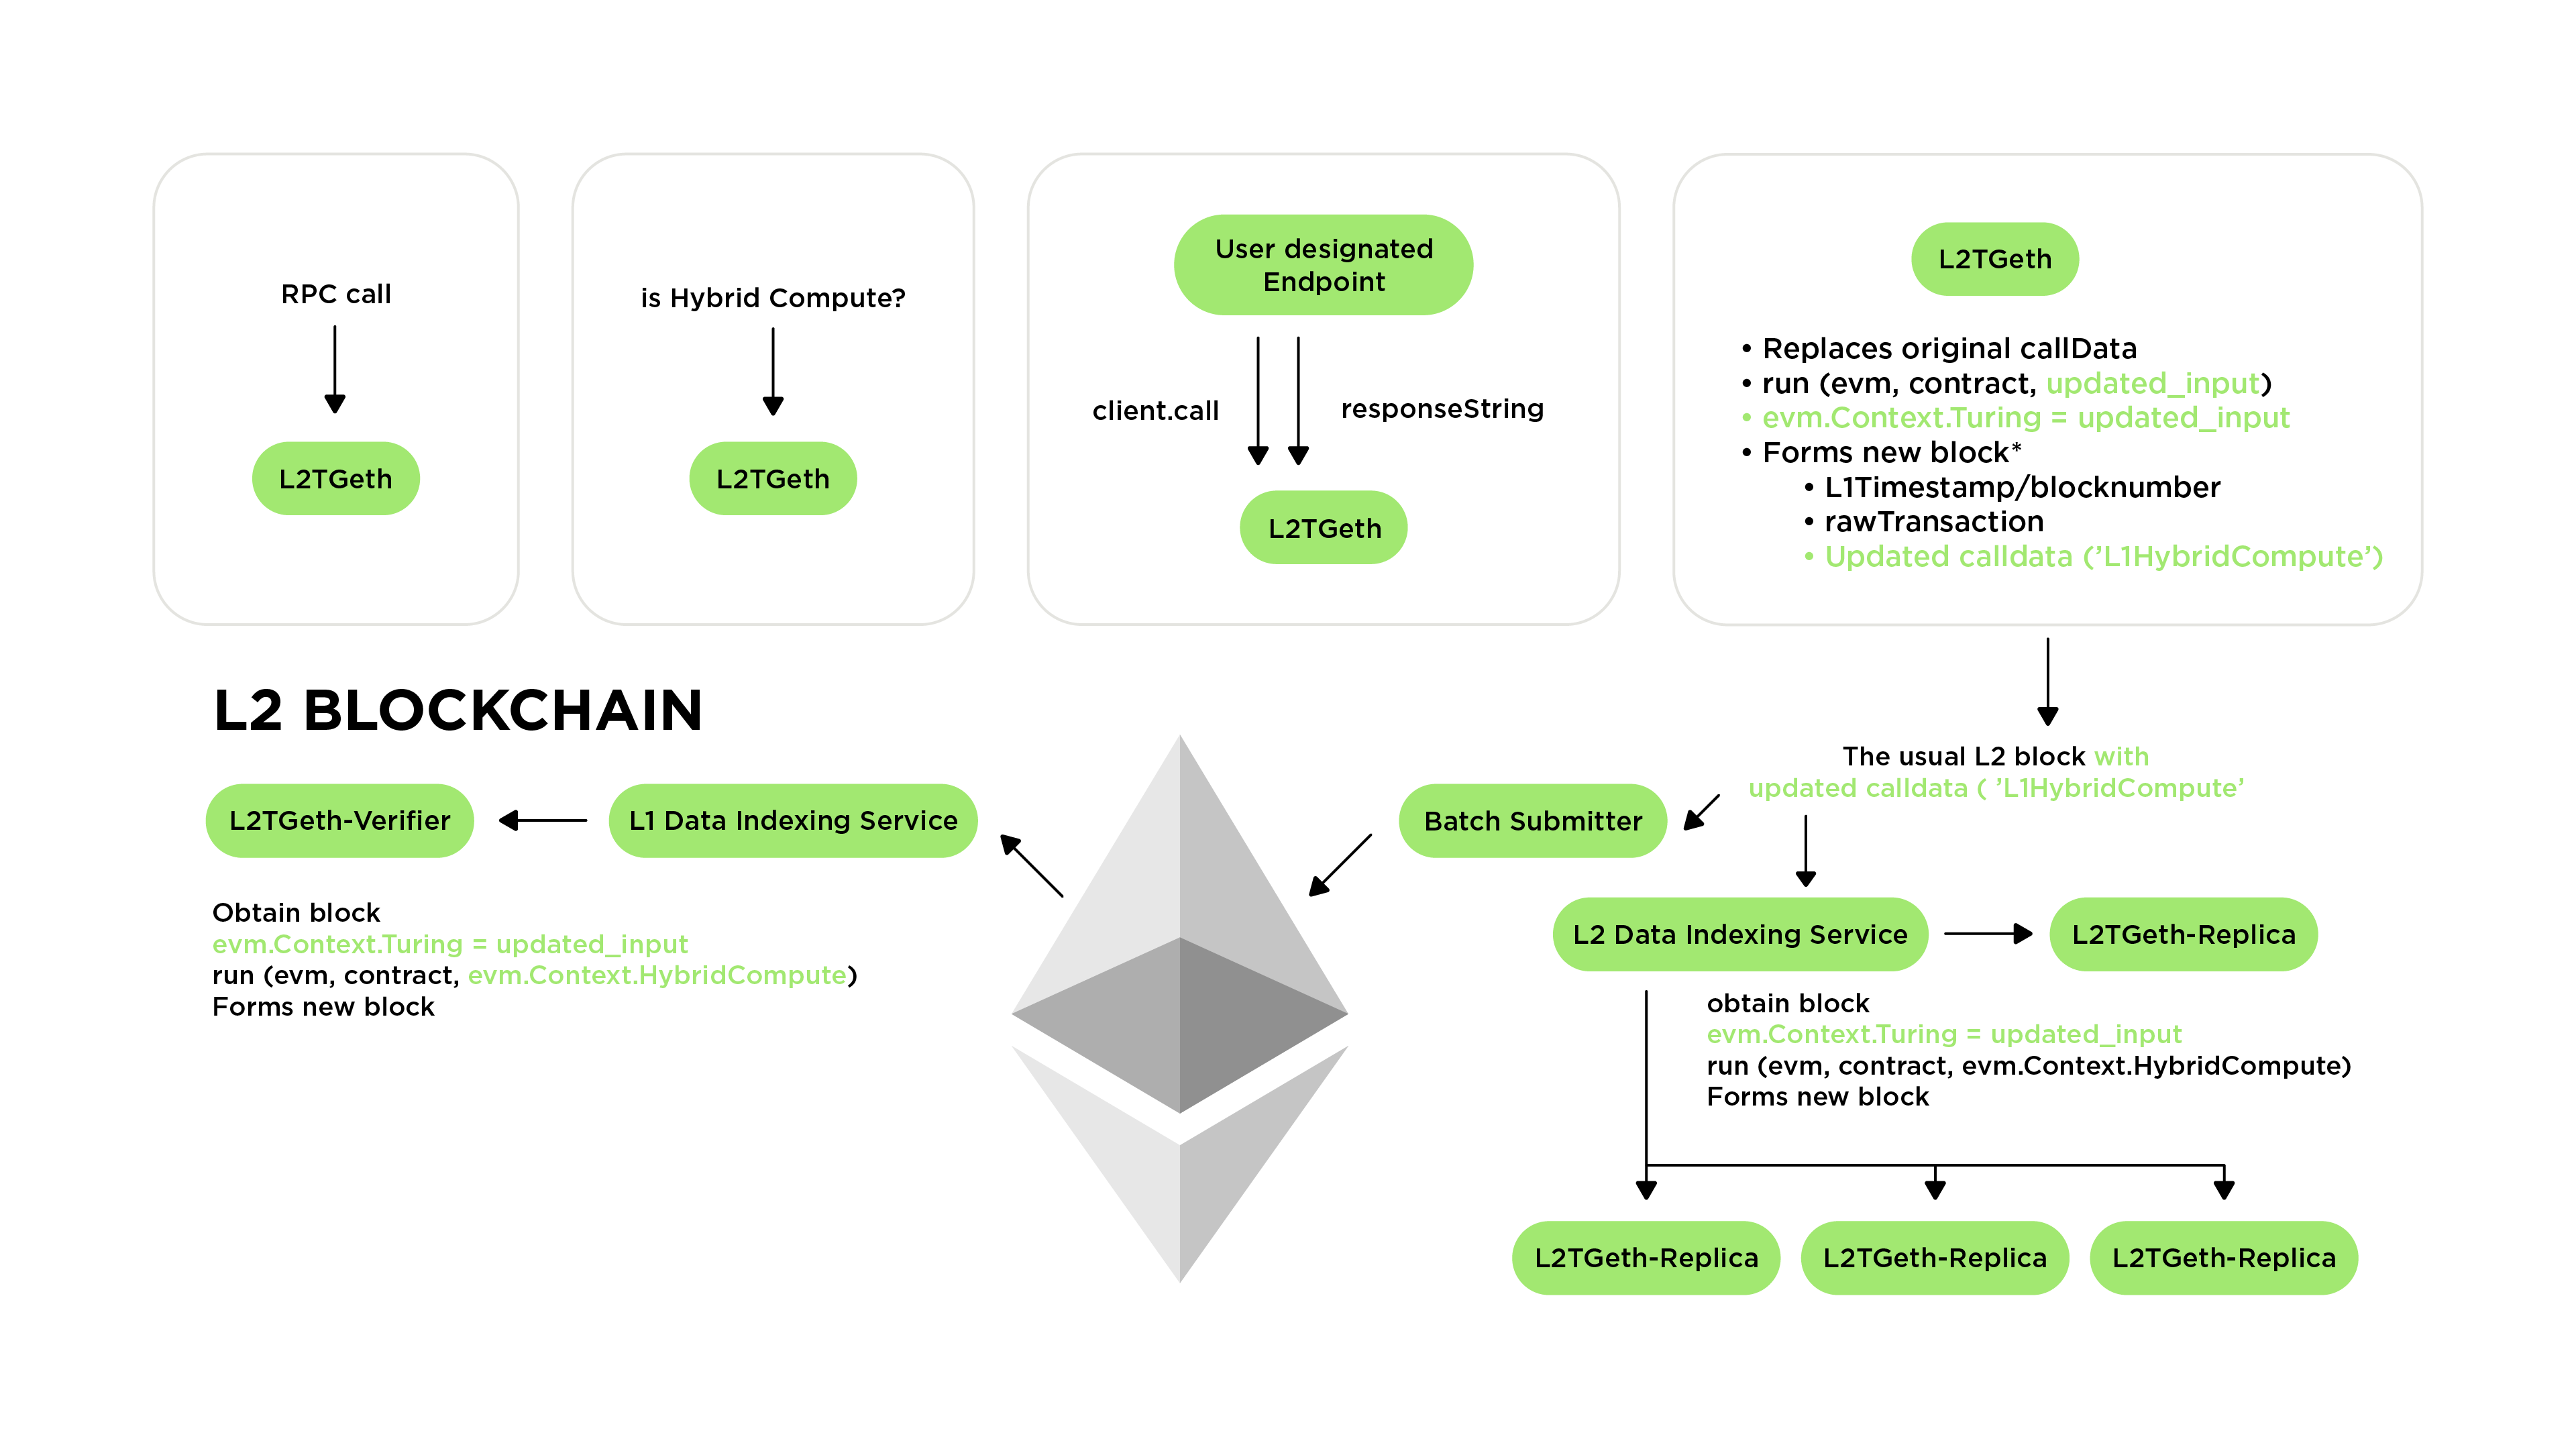 RPC call
L2TGeth
is Hybrid Compute?
L2TGeth
User designated
Endpoint
client.call
responseString
L2TGeth
L2TGeth
• Replaces original callData
• run (evm, contract, updated_input)
• evm.Context.Turing = updated_input
• Forms new block*
• L1Timestamp/blocknumber
• rawTransaction
• Updated calldata (’L1HybridCompute’)
L2 BLOCKCHAIN
The usual L2 block with
updated calldata ( ’L1HybridCompute’
L2TGeth-Verifier
L1 Data Indexing Service
Batch Submitter
Obtain block
evm.Context.Turing = updated_input
run (evm, contract, evm.Context.HybridCompute)
Forms new block
L2 Data Indexing Service
L2TGeth-Replica
obtain block
evm.Context.Turing = updated_input
run (evm, contract, evm.Context.HybridCompute)
Forms new block
L2TGeth-Replica
L2TGeth-Replica
L2TGeth-Replica